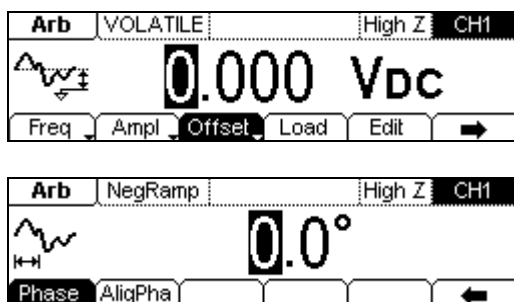 Arb VOLATILE High Z CH1
0.000 VDC
Freq Ampl Offset Load Edit
Arb NegRamp High Z CH1
0.0°
Phase AligPha